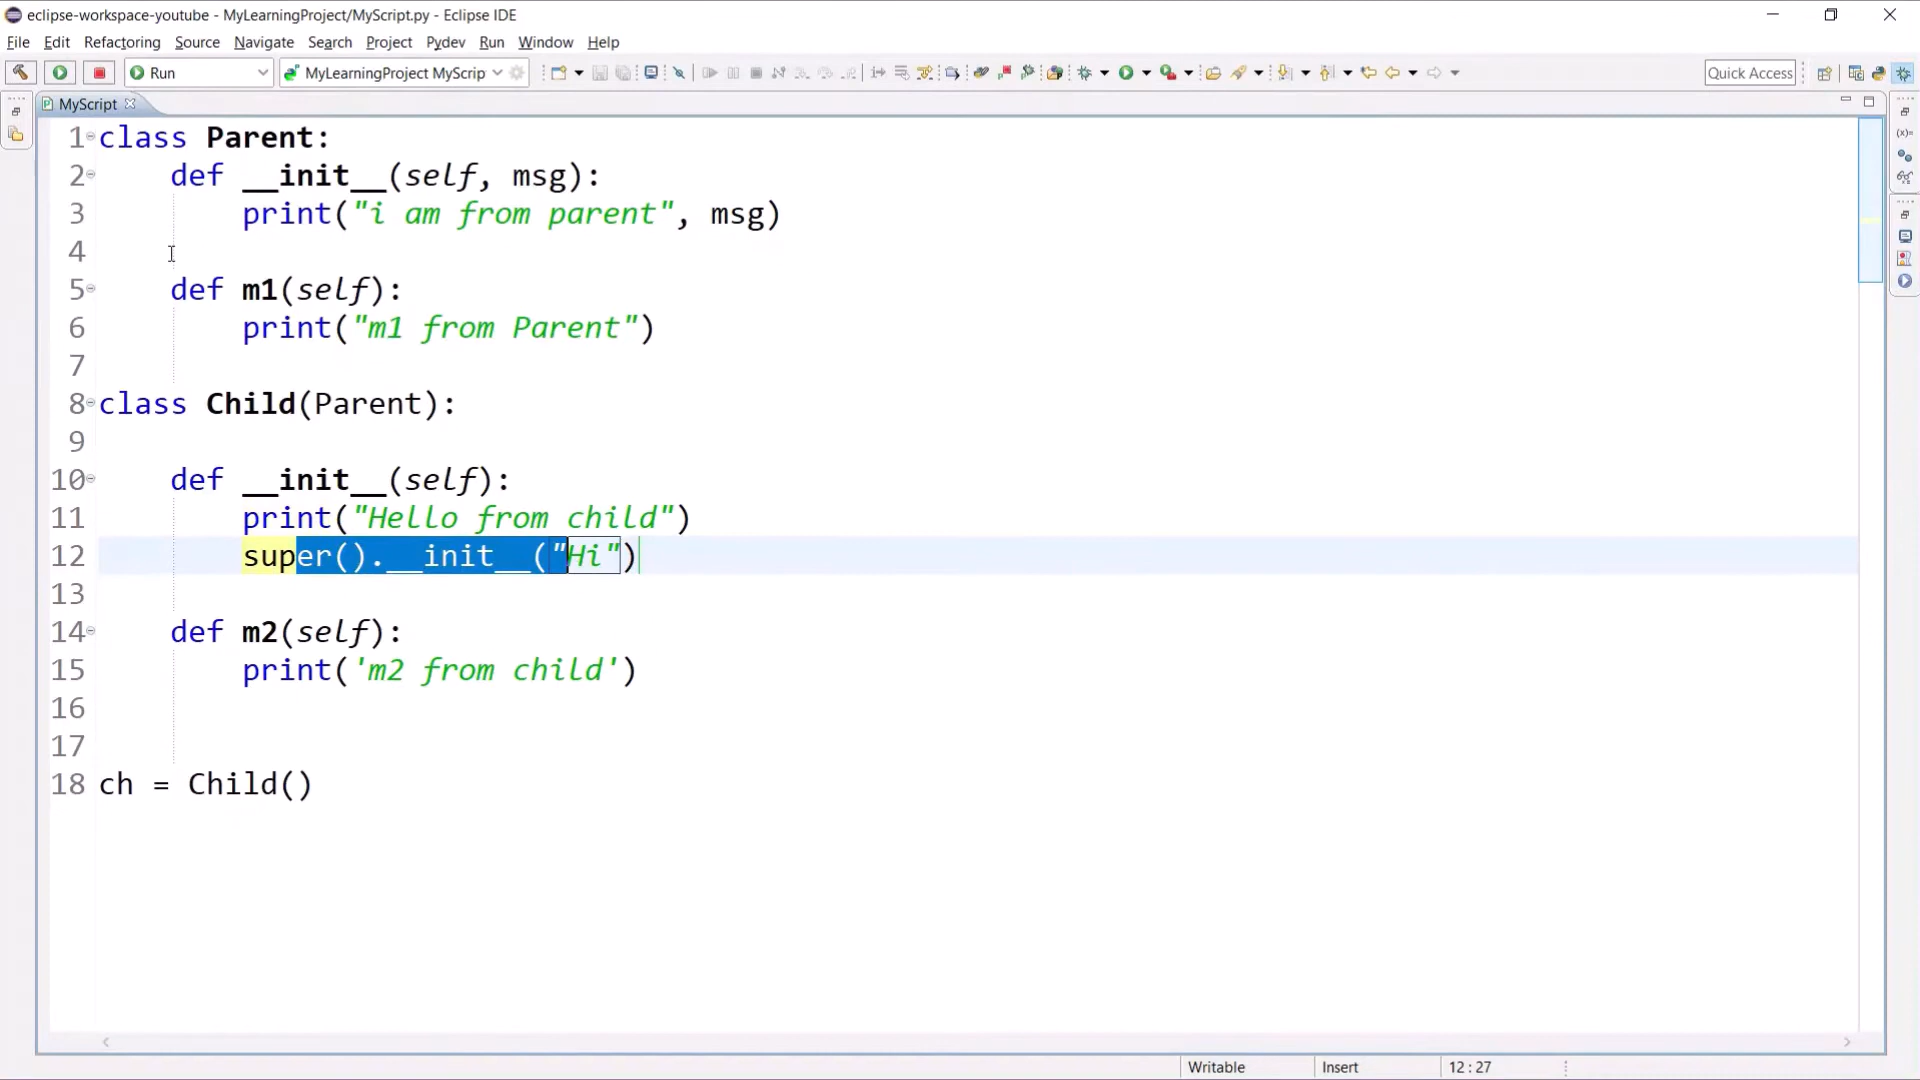 eclipse-workspace-youtube - MyLearningProject/MyScript.py - Eclipse IDE
File Edit Refactoring Source Navigate Search Project Pydev Run Window Help
Run MyLearningProject MyScrip Quick Access
MyScript
1 class Parent:
2 def __init__(self, msg):
3 print("i am from parent", msg)
4
5 def m1(self):
6 print("m1 from Parent")
7
8 class Child(Parent):
9
10 def __init__(self):
11 print("Hello from child")
12 super().__init__("Hi")
13
14 def m2(self):
15 print('m2 from child')
16
17
18 ch = Child()
Writable Insert 12 : 27